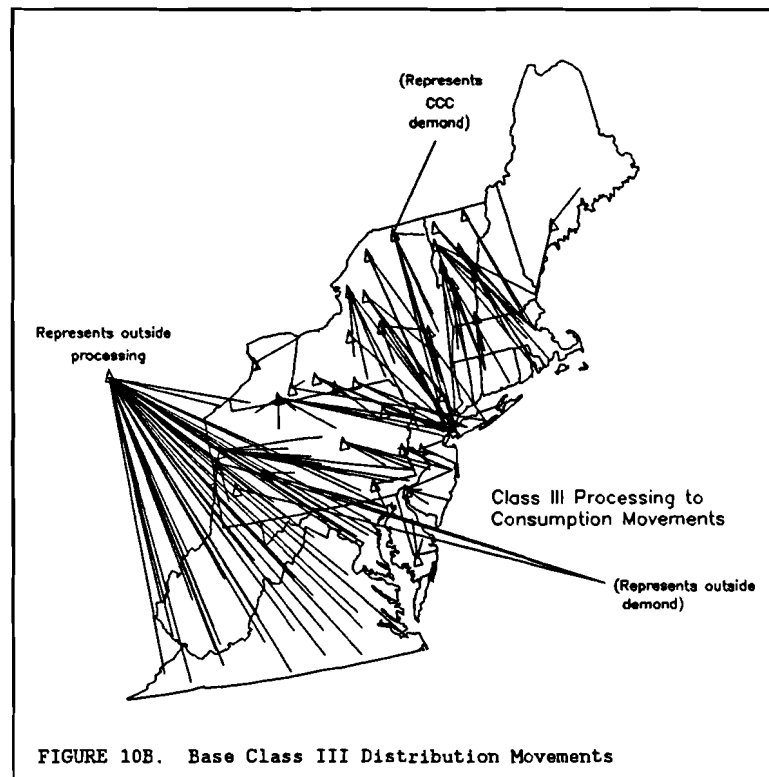 (Represents
CCC
demand)
Represents outside
processing
Class III Processing to
Consumption Movements
(Represents outside
demand)
FIGURE 10B. Base Class III Distribution Movements